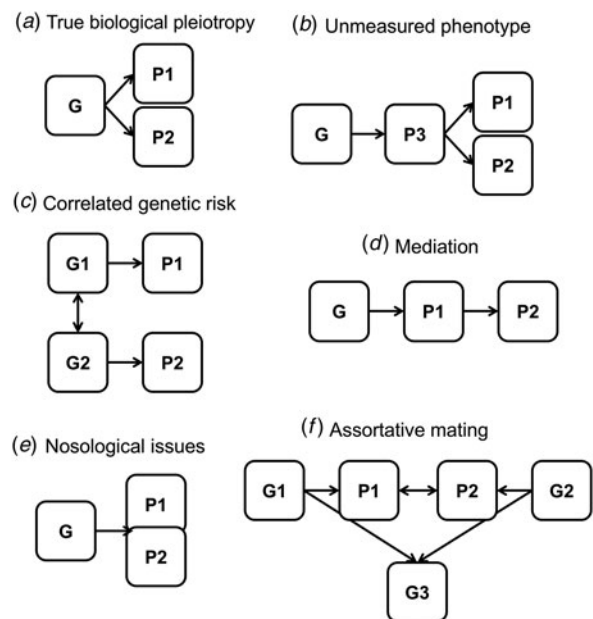 (a) True biological pleiotropy
G
P1
P2
(b) Unmeasured phenotype
G
P3
P1
P2
(c) Correlated genetic risk
G1
P1
G2
P2
(d) Mediation
G
P1
P2
(e) Nosological issues
G
P1
P2
(f) Assortative mating
G1
P1
P2
G2
G3